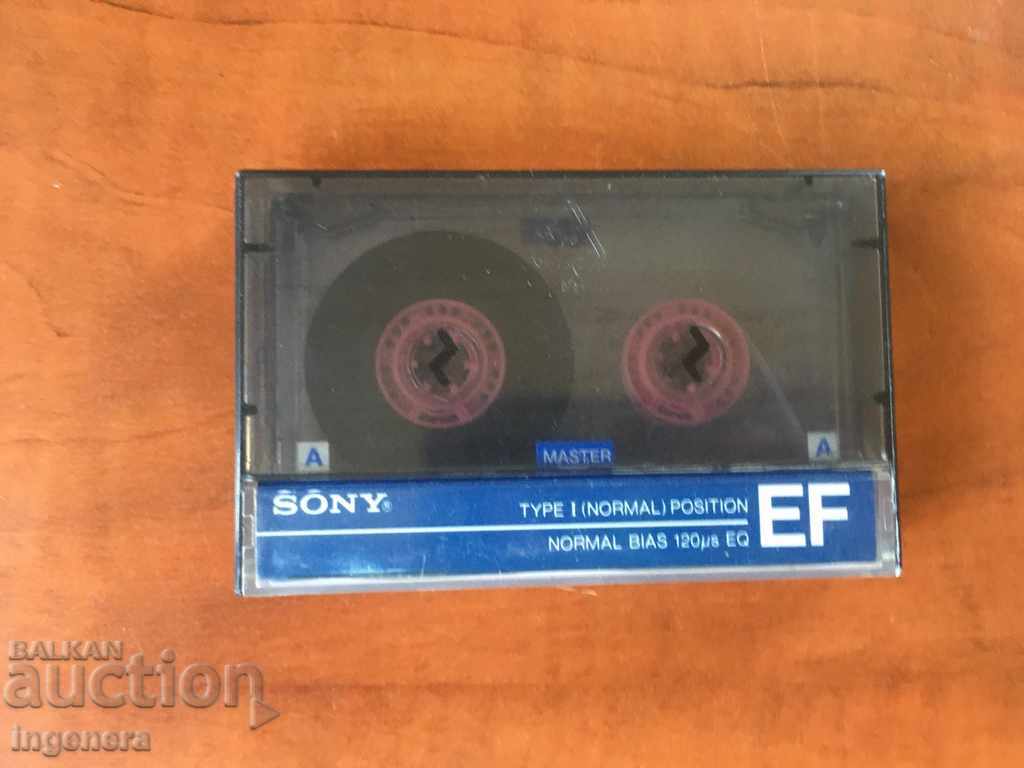 A
MASTER
A
SONY®
TYPE I (NORMAL) POSITION
NORMAL BIAS 120µs EQ
EF
BALKAN
auction
ingenera